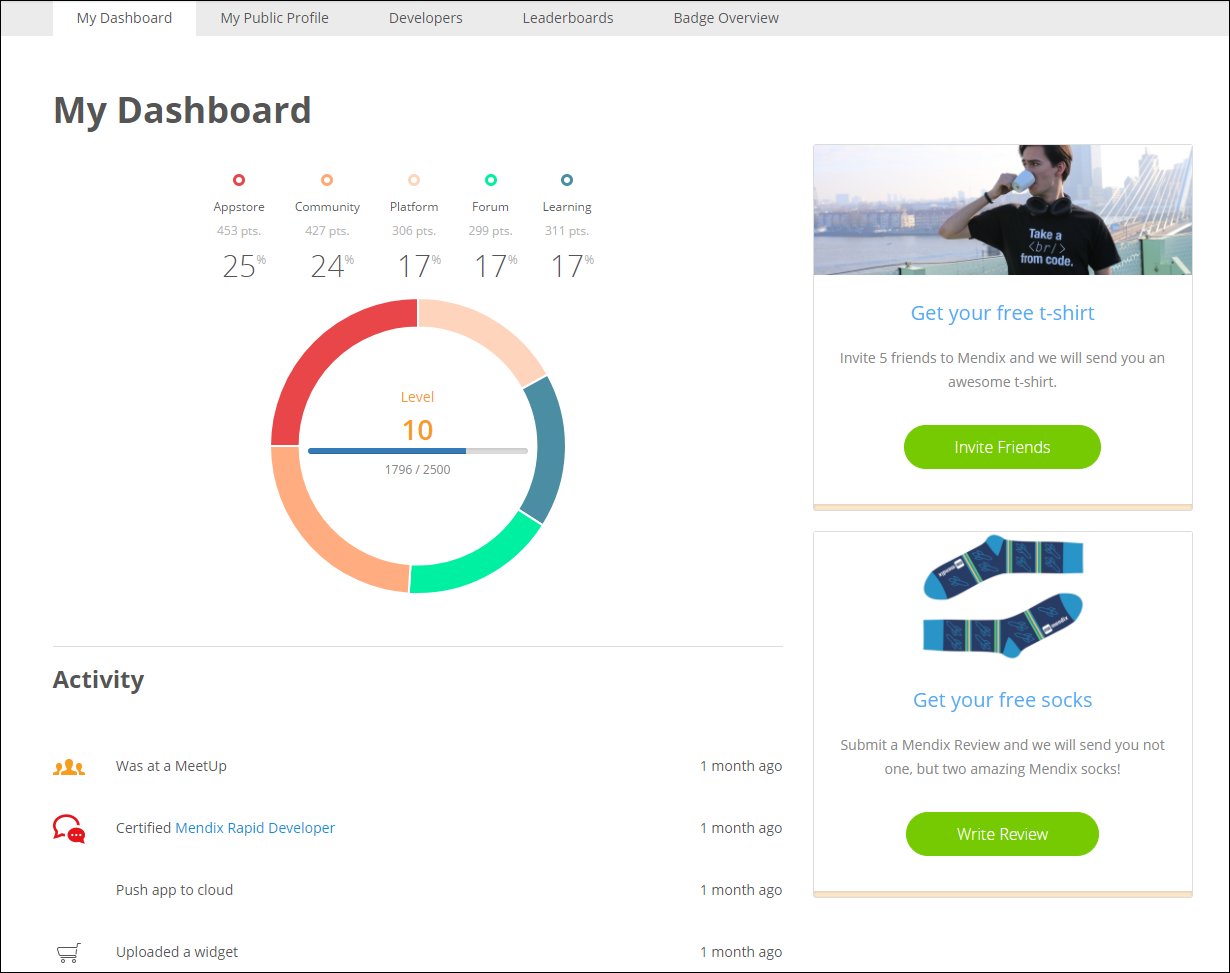 My Dashboard
My Public Profile
Developers
Leaderboards
Badge Overview
My Dashboard
Appstore
453 pts.
25%
Community
427 pts.
24%
Platform
306 pts.
17%
Forum
299 pts.
17%
Learning
311 pts.
17%
Level
10
1796 / 2500
Take a
<br/>
from code.
Get your free t-shirt
Invite 5 friends to Mendix and we will send you an
awesome t-shirt.
Invite Friends
mendix
mendix
Get your free socks
Submit a Mendix Review and we will send you not
one, but two amazing Mendix socks!
Write Review
Activity
Was at a MeetUp 1 month ago
Certified Mendix Rapid Developer 1 month ago
Push app to cloud 1 month ago
Uploaded a widget 1 month ago